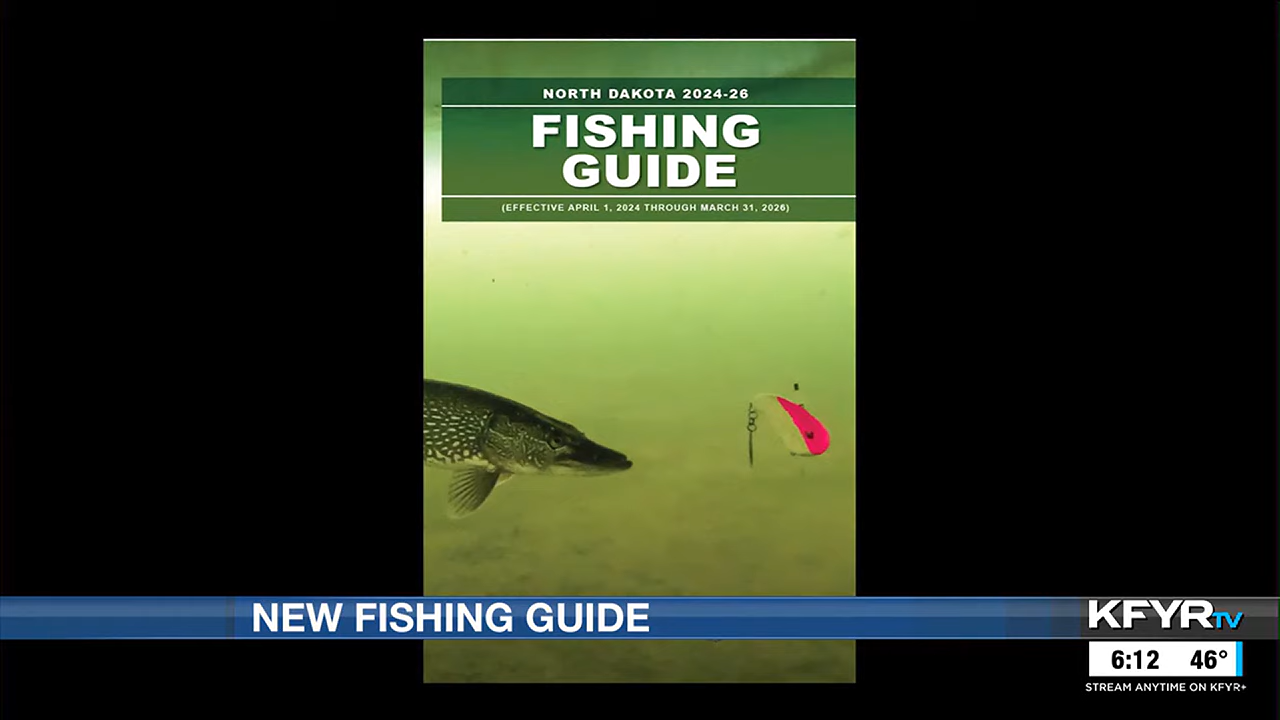 NORTH DAKOTA 2024-26
FISHING
GUIDE
(EFFECTIVE APRIL 1, 2024 THROUGH MARCH 31, 2026)
NEW FISHING GUIDE
KFYRTV
6:12 46°
STREAM ANYTIME ON KFYR+